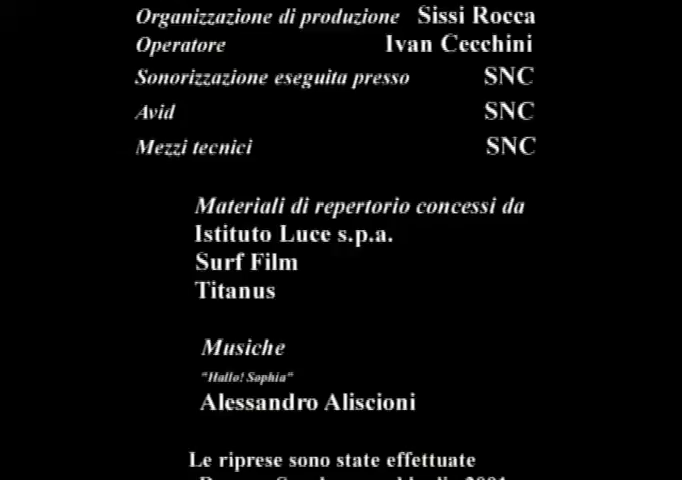 Organizzazione di produzione Sissi Rocca
Operatore Ivan Cecchini
Sonorizzazione eseguita presso SNC
Avid SNC
Mezzi tecnici SNC
Materiali di repertorio concessi da
Istituto Luce s.p.a.
Surf Film
Titanus
Musiche
"Hallo! Sophia"
Alessandro Aliscioni
Le riprese sono state effettuate